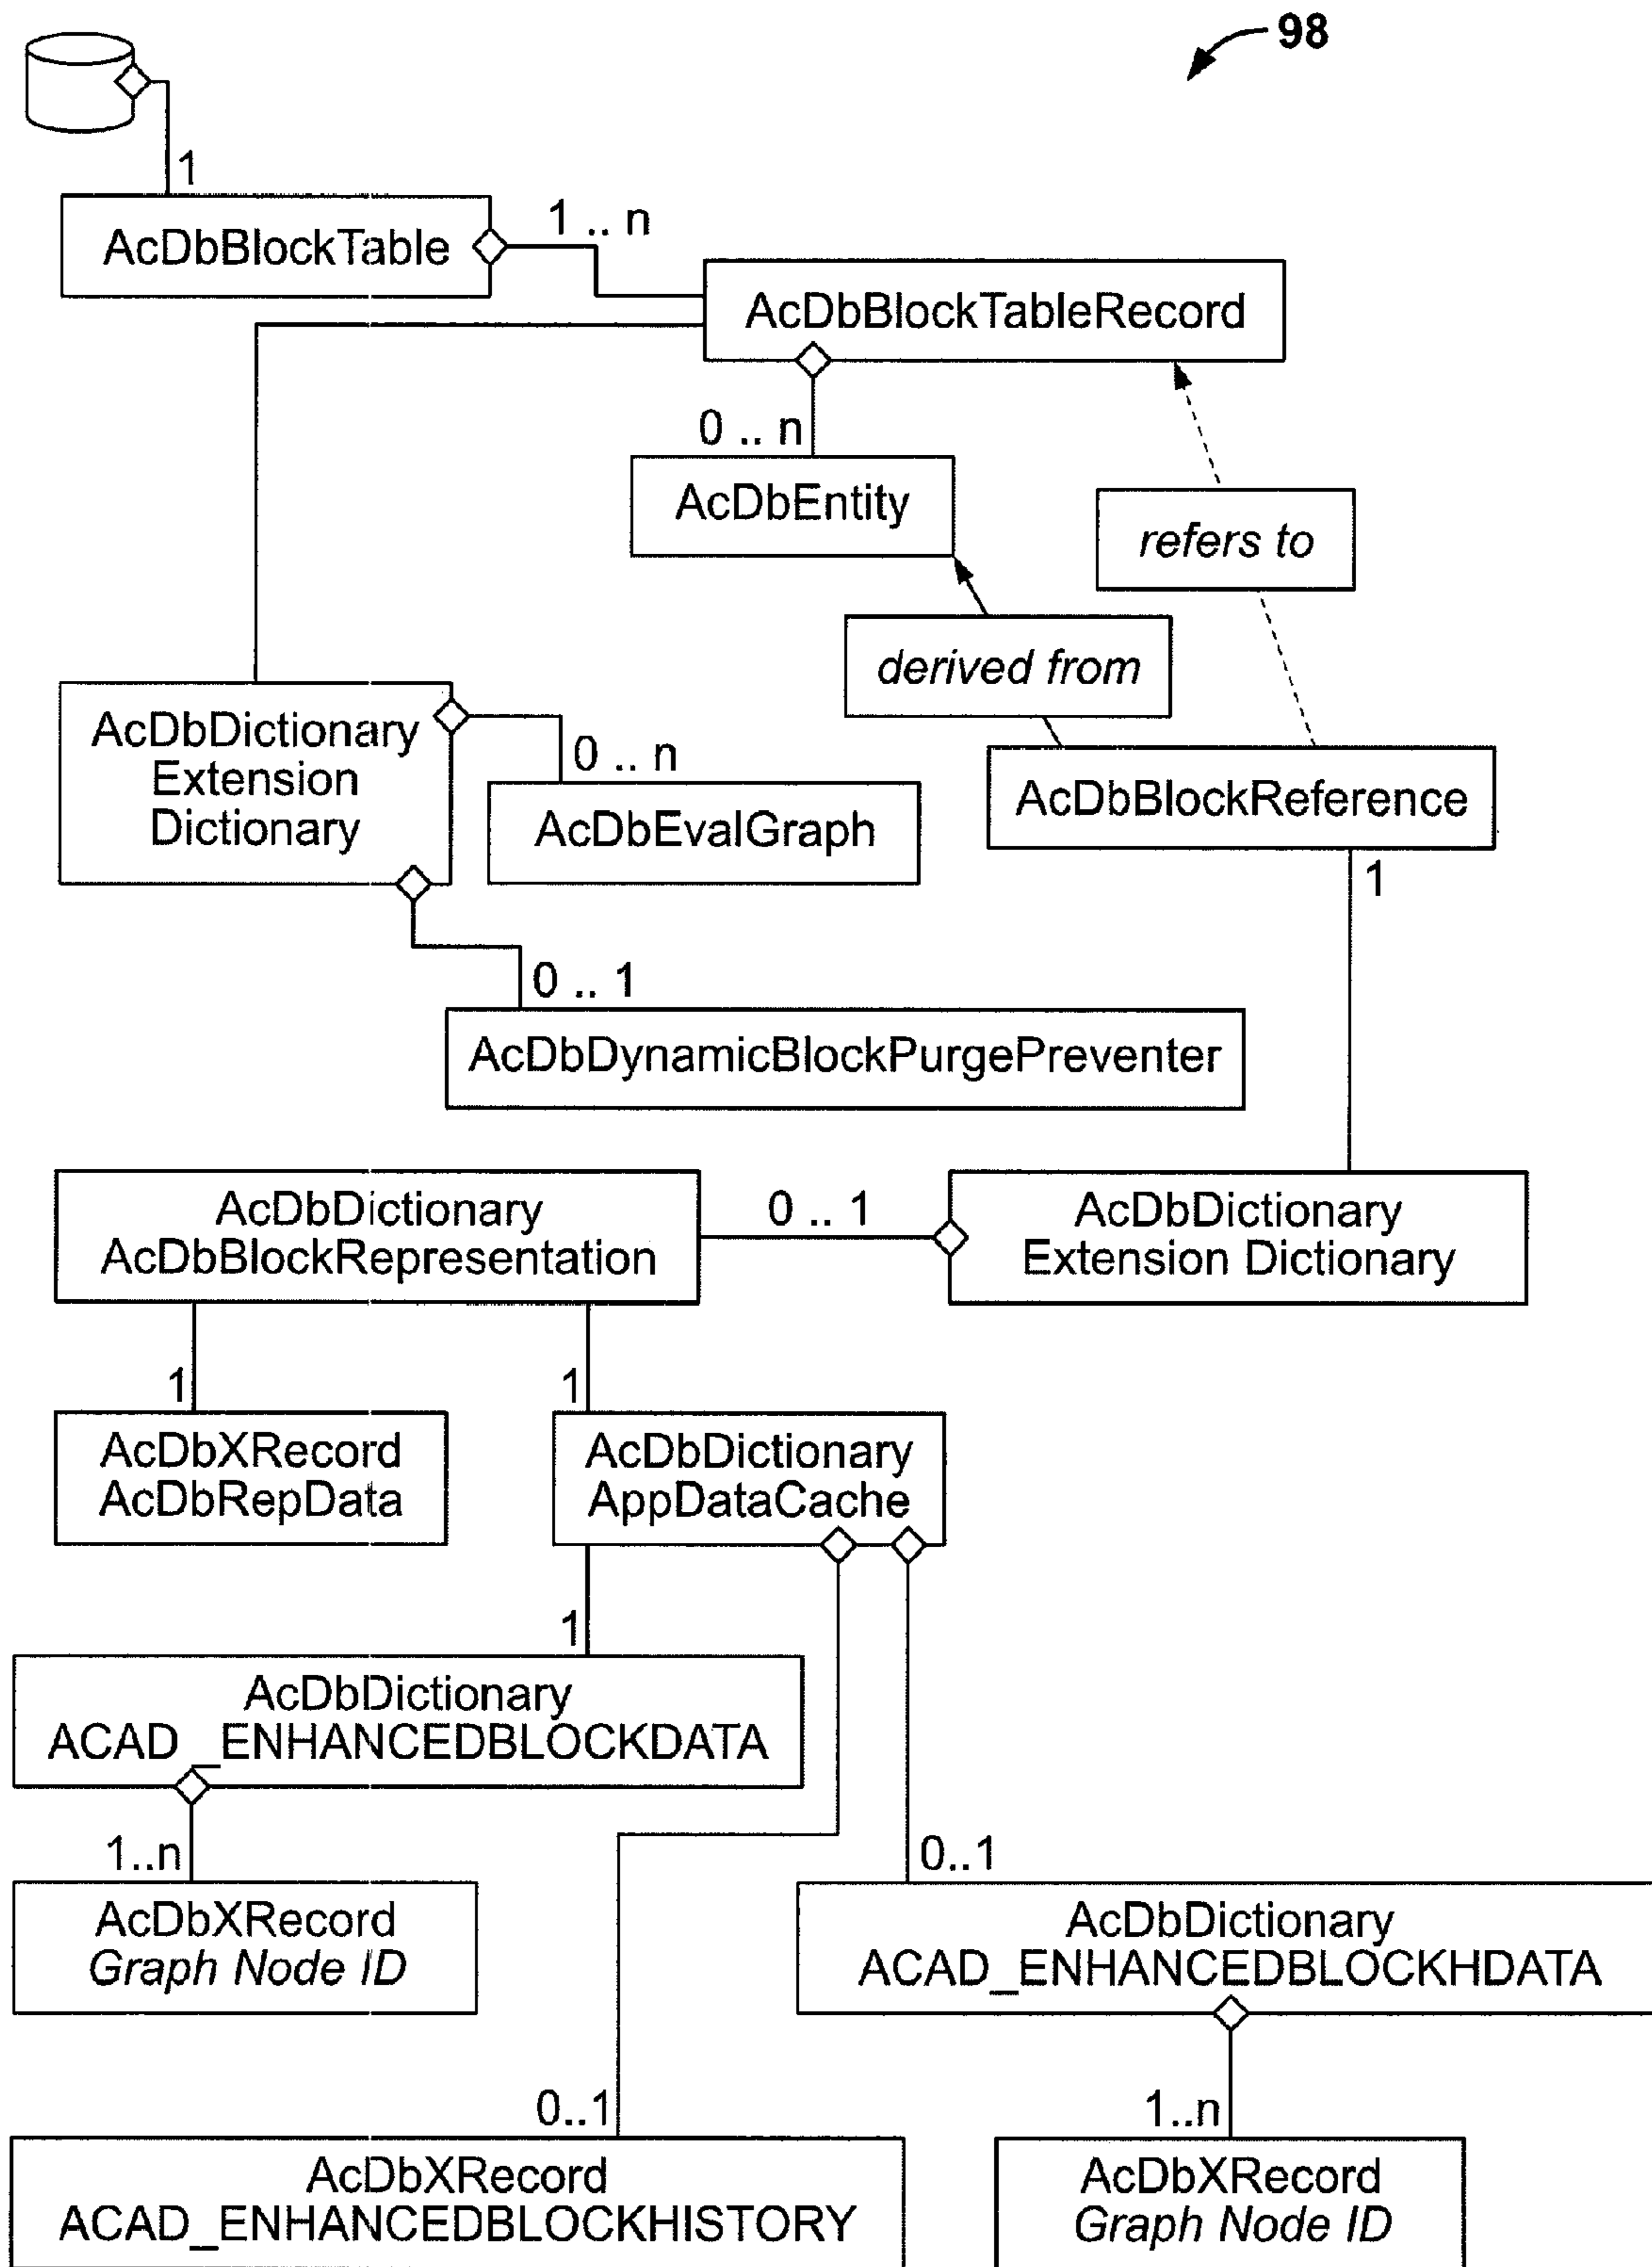 98
1
AcDbBlockTable
1 .. n
AcDbBlockTableRecord
0 .. n
AcDbEntity
refers to
derived from
AcDbDictionary
Extension
Dictionary
0 .. n
AcDbEvalGraph
AcDbBlockReference
1
0 .. 1
AcDbDynamicBlockPurgePreventer
AcDbDictionary
AcDbBlockRepresentation
0 .. 1
AcDbDictionary
Extension Dictionary
1
1
AcDbXRecord
AcDbRepData
AcDbDictionary
AppDataCache
1
AcDbDictionary
ACAD_ENHANCEDBLOCKDATA
1..n
0..1
AcDbXRecord
Graph Node ID
AcDbDictionary
ACAD_ENHANCEDBLOCKHDATA
0..1
1..n
AcDbXRecord
ACAD_ENHANCEDBLOCKHISTORY
AcDbXRecord
Graph Node ID